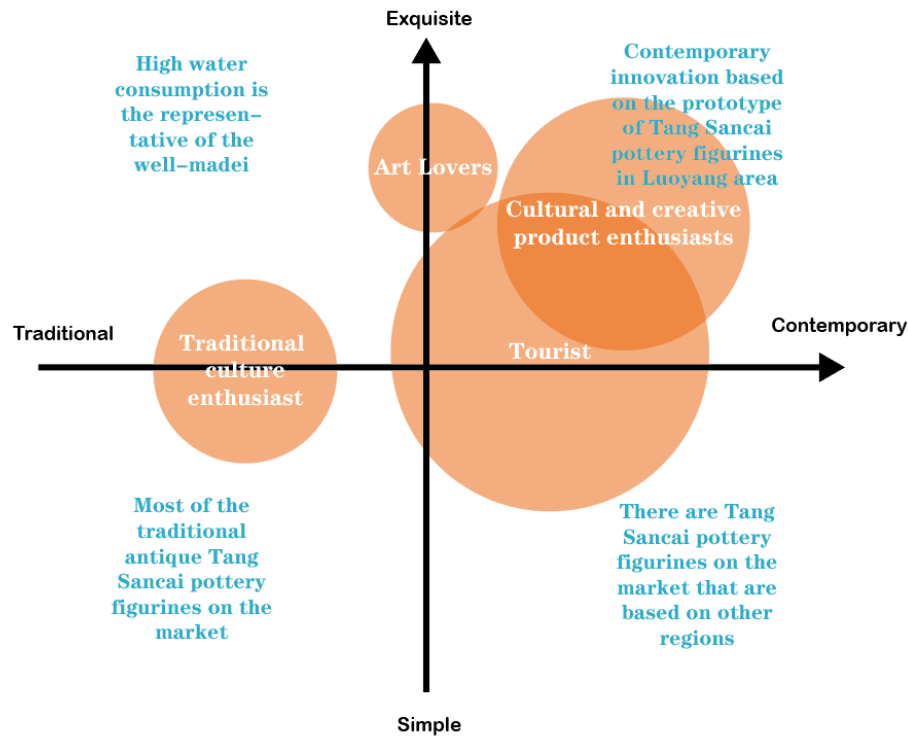 Exquisite
High water
consumption is
the represen-
tative of the
well-madei
Contemporary
innovation based
on the prototype
of Tang Sancai
pottery figurines
in Luoyang area
Art Lovers
Cultural and creative
product enthusiasts
Traditional
Contemporary
Traditional
culture
enthusiast
Tourist
Most of the
traditional
antique Tang
Sancai pottery
figurines on the
market
There are Tang
Sancai pottery
figurines on the
market that are
based on other
regions
Simple